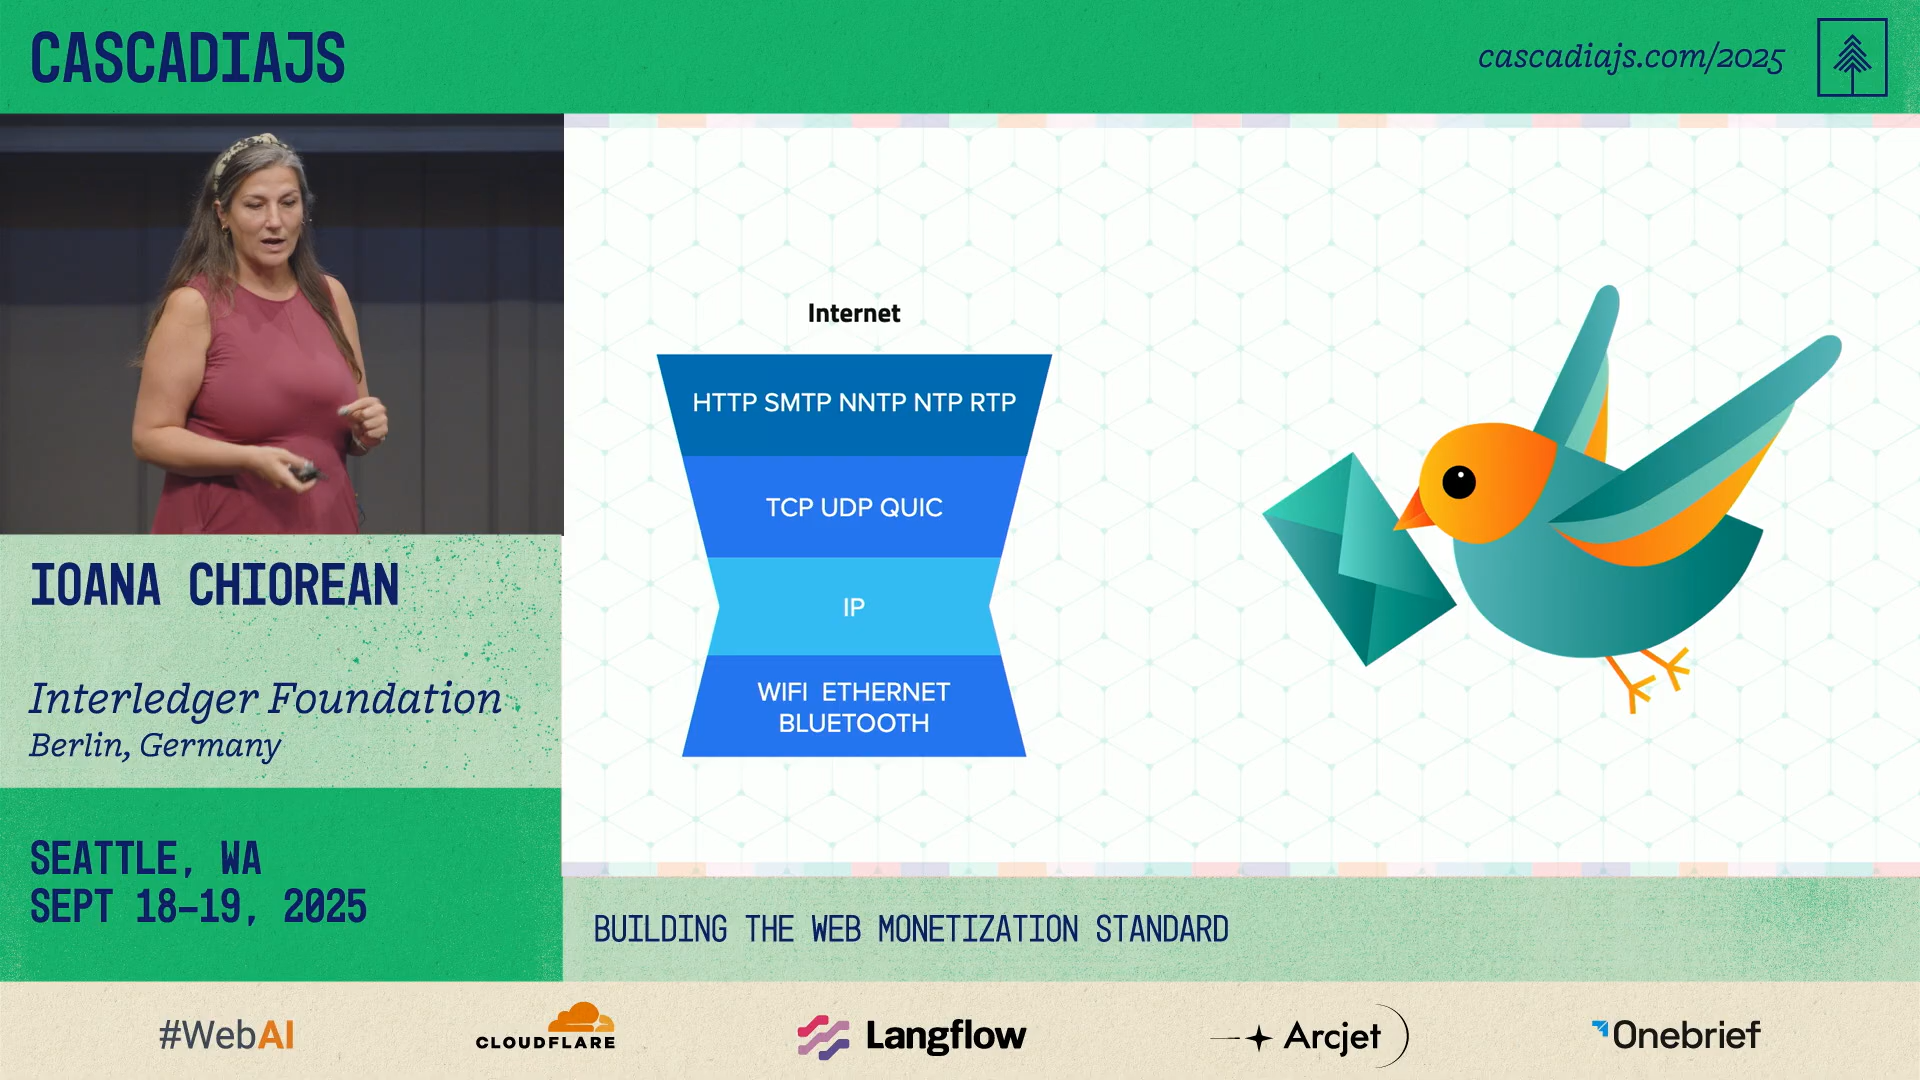 CASCADIAJS
cascadiajs.com/2025
Internet
HTTP SMTP NNTP NTP RTP
TCP UDP QUIC
IP
WIFI ETHERNET
BLUETOOTH
IOANA CHIOREAN
Interledger Foundation
Berlin, Germany
SEATTLE, WA
SEPT 18-19, 2025
BUILDING THE WEB MONETIZATION STANDARD
#WebAI
CLOUDFLARE
Langflow
Arcjet
Onebrief